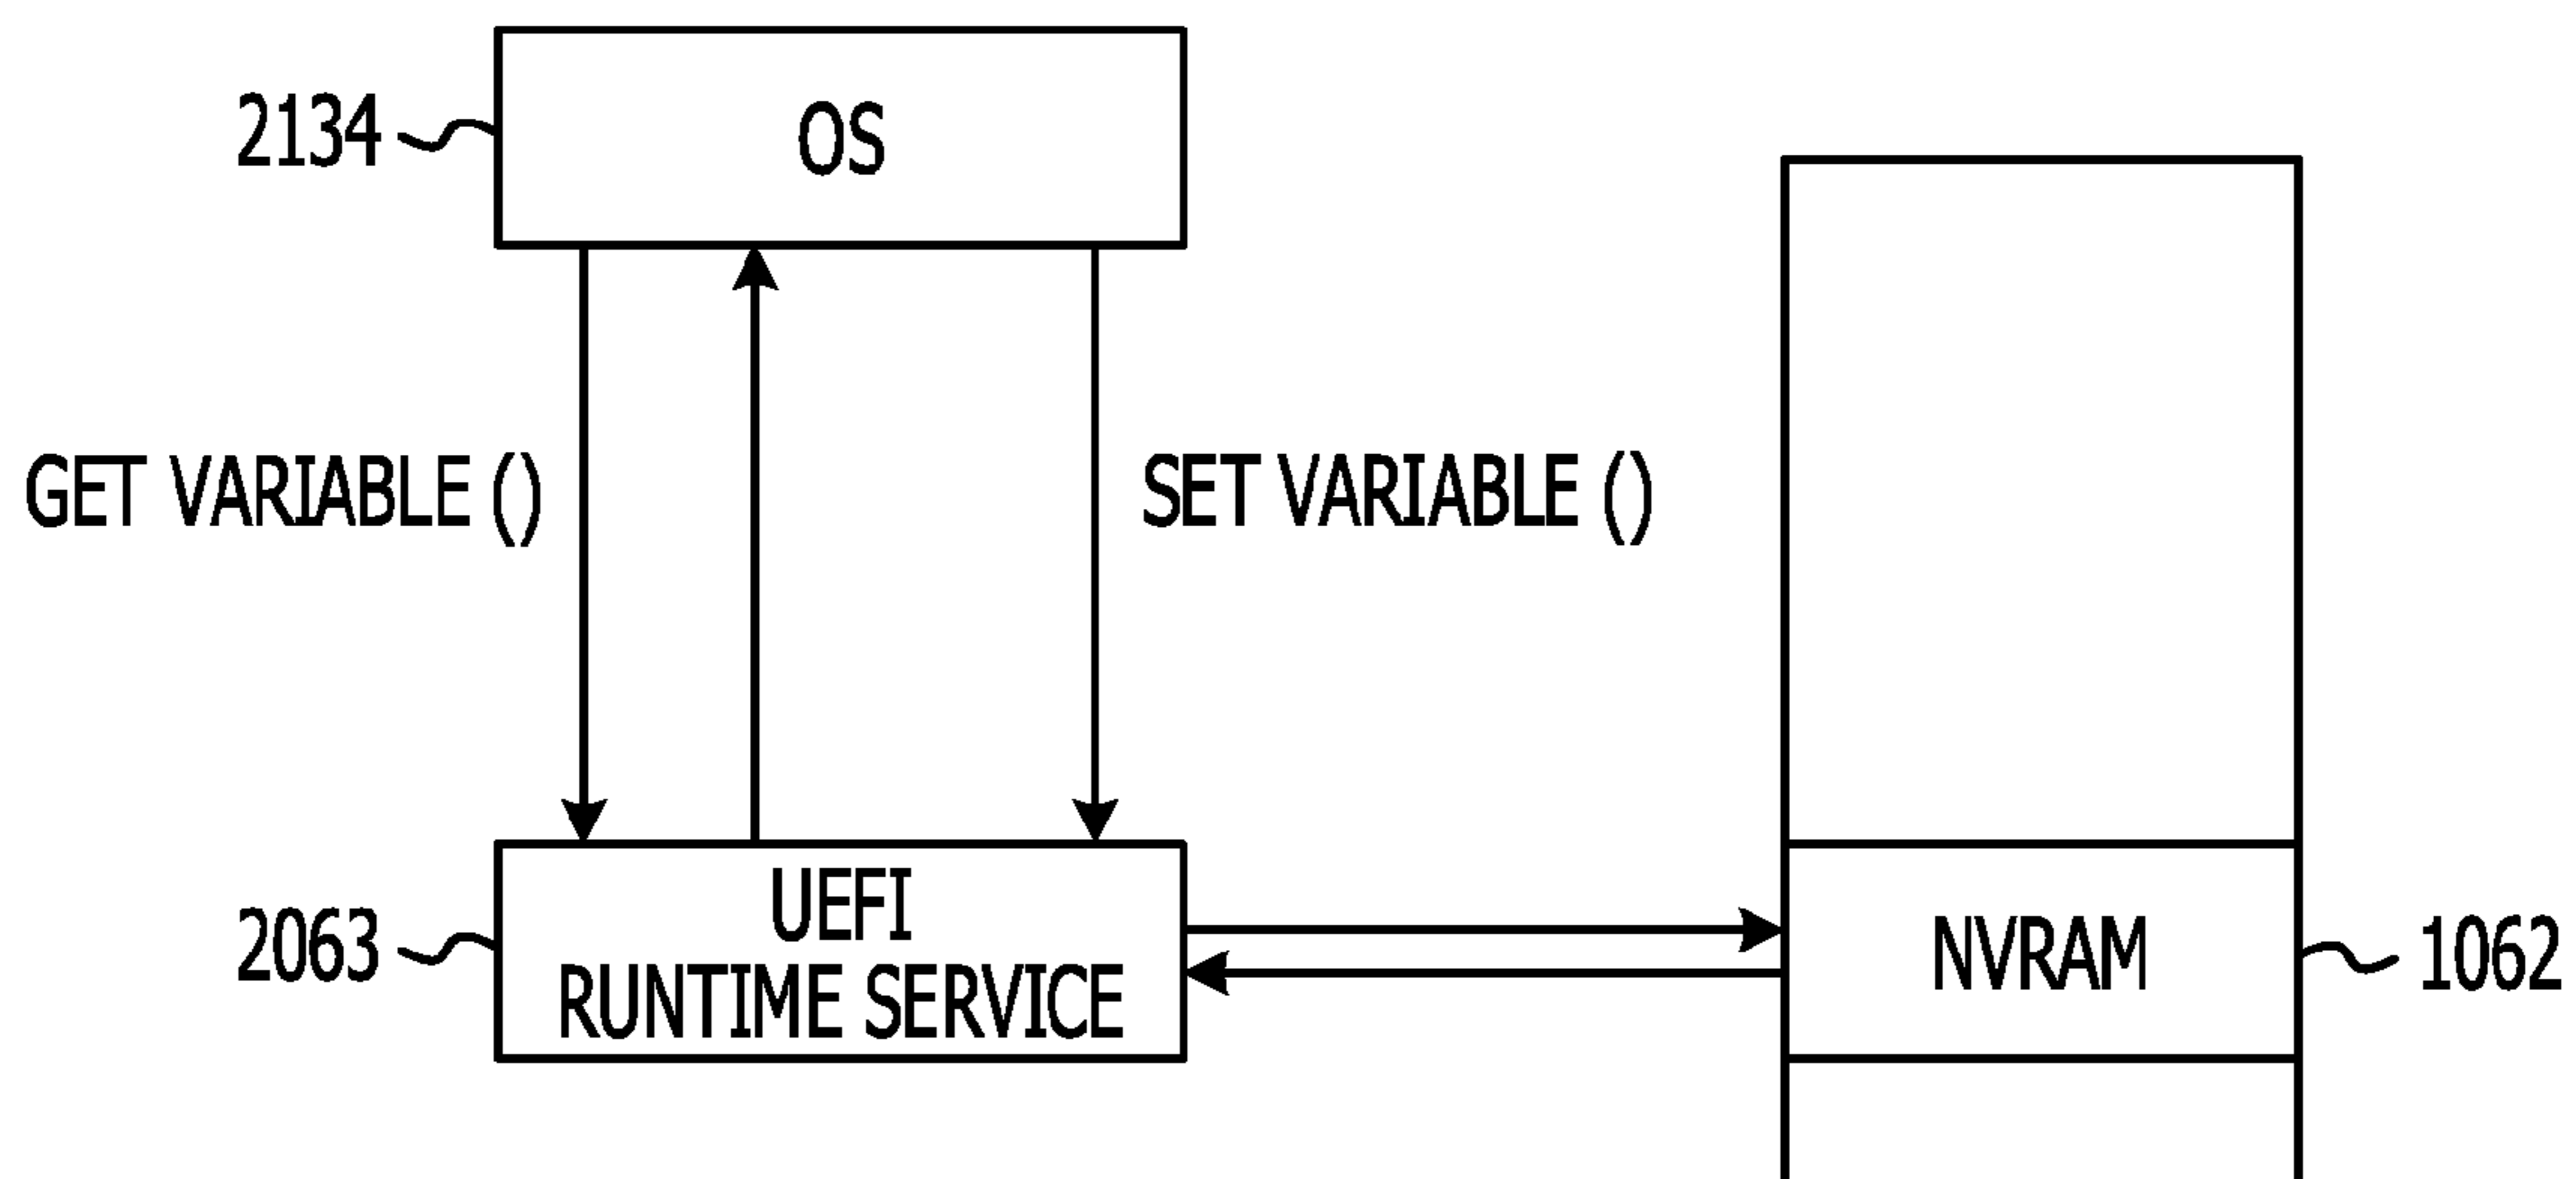 2134
OS
GET VARIABLE ()
SET VARIABLE ()
2063
UEFI
RUNTIME SERVICE
NVRAM
1062